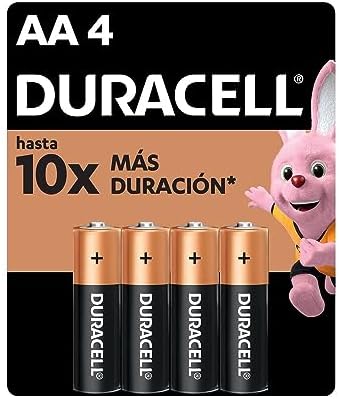 AA 4
DURACELL®
hasta
10x MÁS
DURACIÓN*
+ + + +
DURACELL DURACELL DURACELL DURACELL